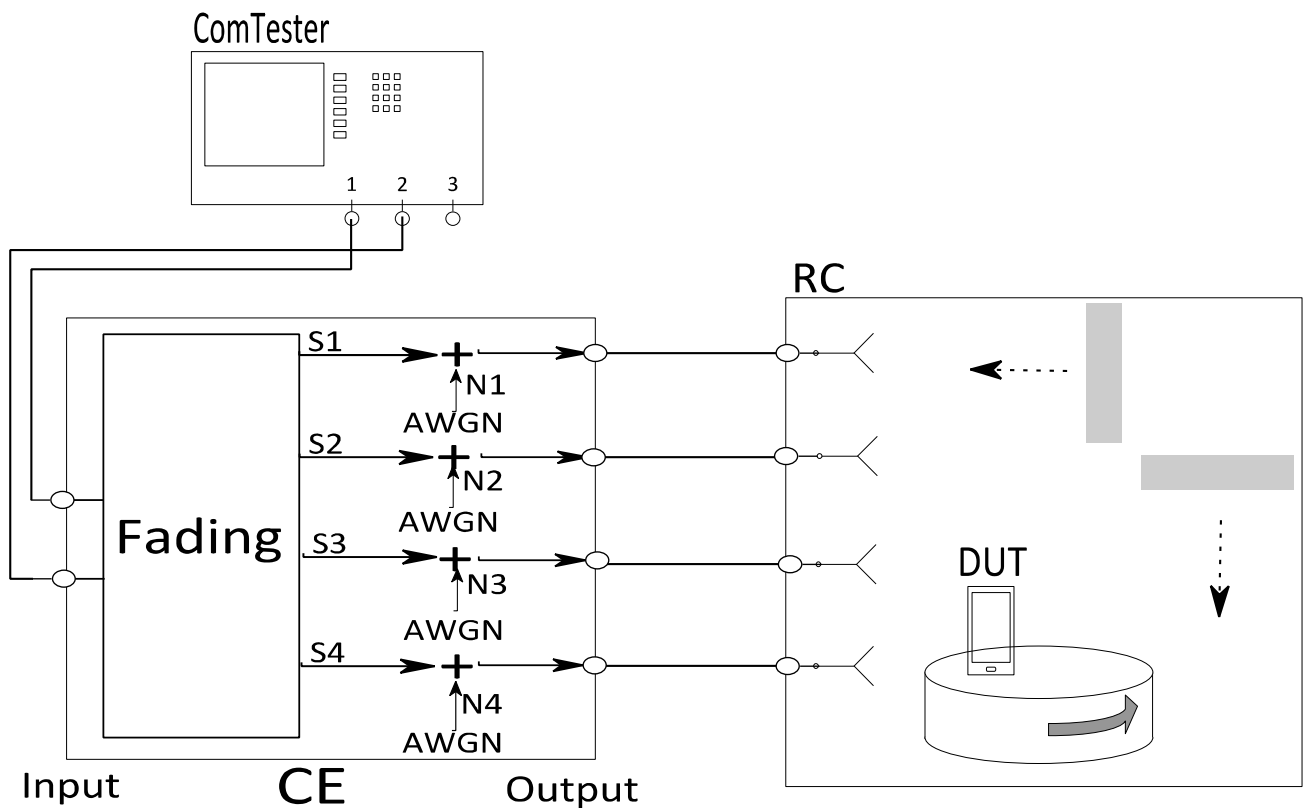 ComTester
1 2 3
RC
S1
N1
AWGN
S2
N2
AWGN
Fading
S3
N3
AWGN
DUT
S4
N4
AWGN
Input
CE
Output